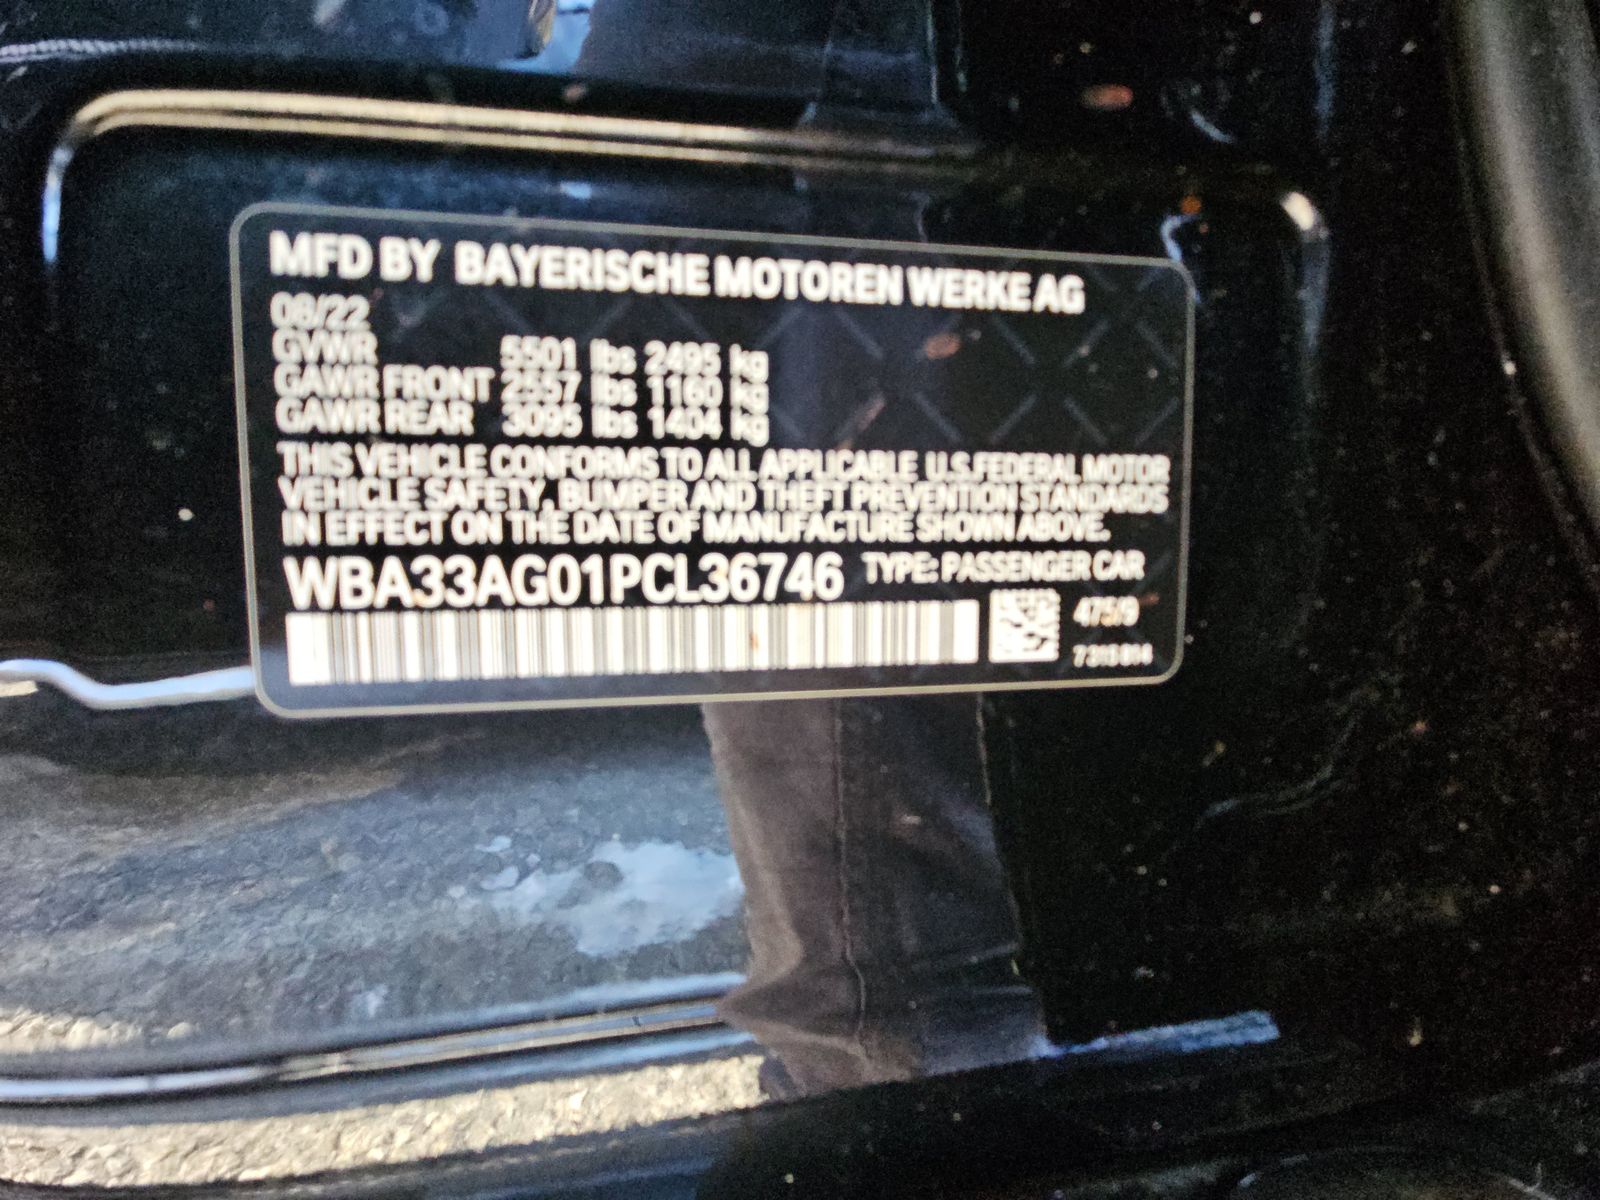 MFD BY BAYERISCHE MOTOREN WERKE AG
08/22
GVWR 5501 lbs 2495 kg
GAWR FRONT 2557 lbs 1160 kg
GAWR REAR 3095 lbs 1404 kg
THIS VEHICLE CONFORMS TO ALL APPLICABLE U.S.FEDERAL MOTOR
VEHICLE SAFETY, BUMPER AND THEFT PREVENTION STANDARDS
IN EFFECT ON THE DATE OF MANUFACTURE SHOWN ABOVE.
WBA33AG01PCL36746 TYPE: PASSENGER CAR
475/9